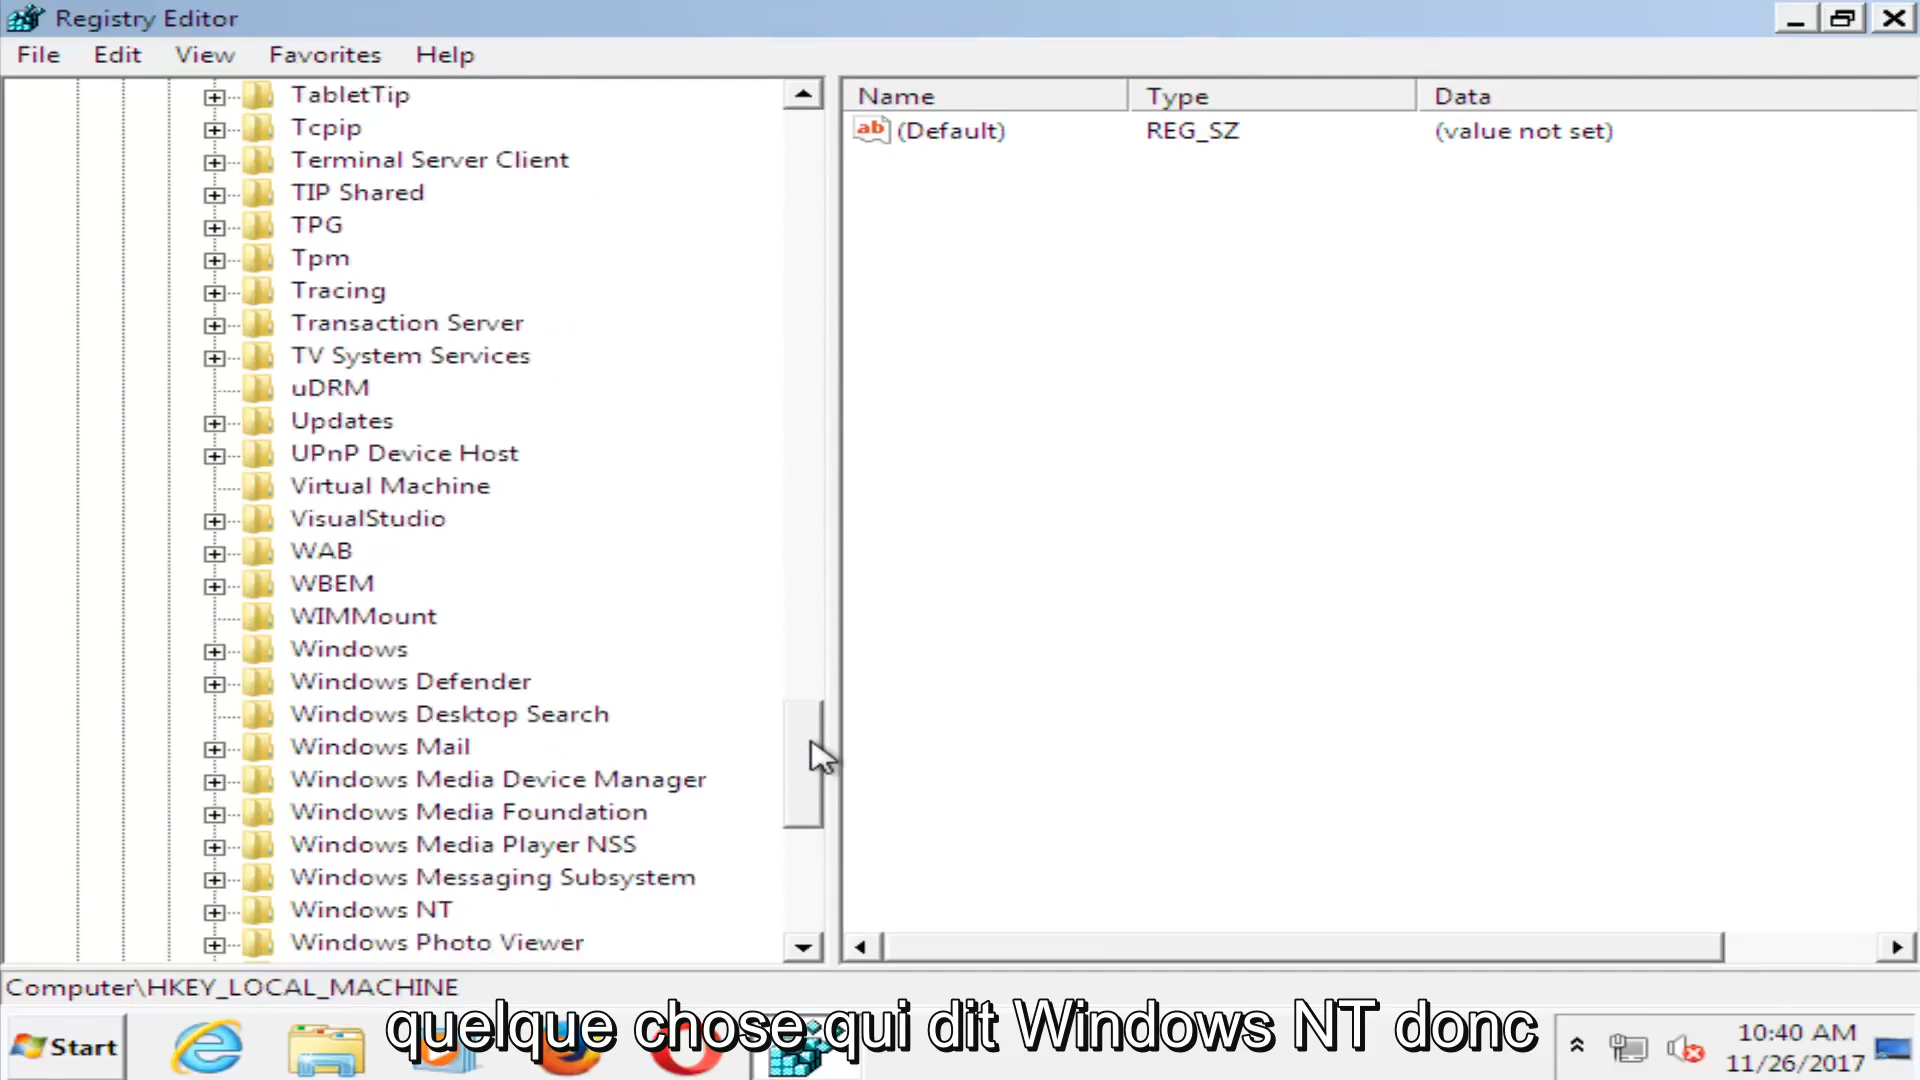 Registry Editor
File Edit View Favorites Help
TabletTip
Tcpip
Terminal Server Client
TIP Shared
TPG
Tpm
Tracing
Transaction Server
TV System Services
uDRM
Updates
UPnP Device Host
Virtual Machine
VisualStudio
WAB
WBEM
WIMMount
Windows
Windows Defender
Windows Desktop Search
Windows Mail
Windows Media Device Manager
Windows Media Foundation
Windows Media Player NSS
Windows Messaging Subsystem
Windows NT
Windows Photo Viewer
Name Type Data
ab (Default) REG_SZ (value not set)
Computer\HKEY_LOCAL_MACHINE
quelque chose qui dit Windows NT donc
Start
10:40 AM
11/26/2017